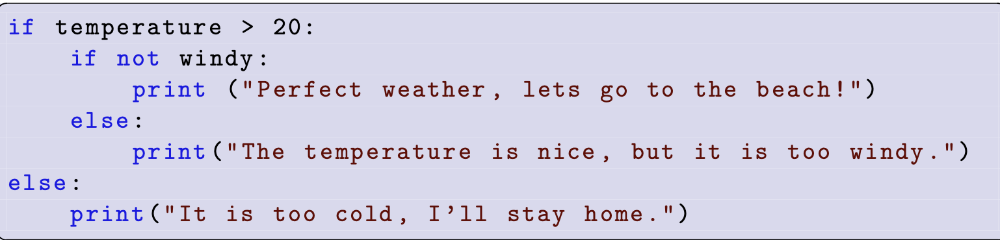 if temperature > 20:
    if not windy:
        print ("Perfect weather, lets go to the beach!")
    else:
        print("The temperature is nice, but it is too windy.")
else:
    print("It is too cold, I’ll stay home.")